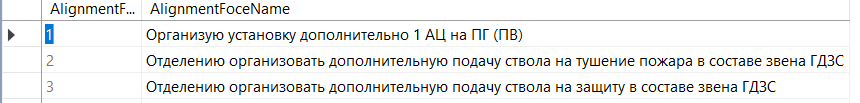 AlignmentF... AlignmentFoceName
1 Организую установку дополнительно 1 АЦ на ПГ (ПВ)
2 Отделению организовать дополнительную подачу ствола на тушение пожара в составе звена ГДЗС
3 Отделению организовать дополнительную подачу ствола на защиту в составе звена ГДЗС